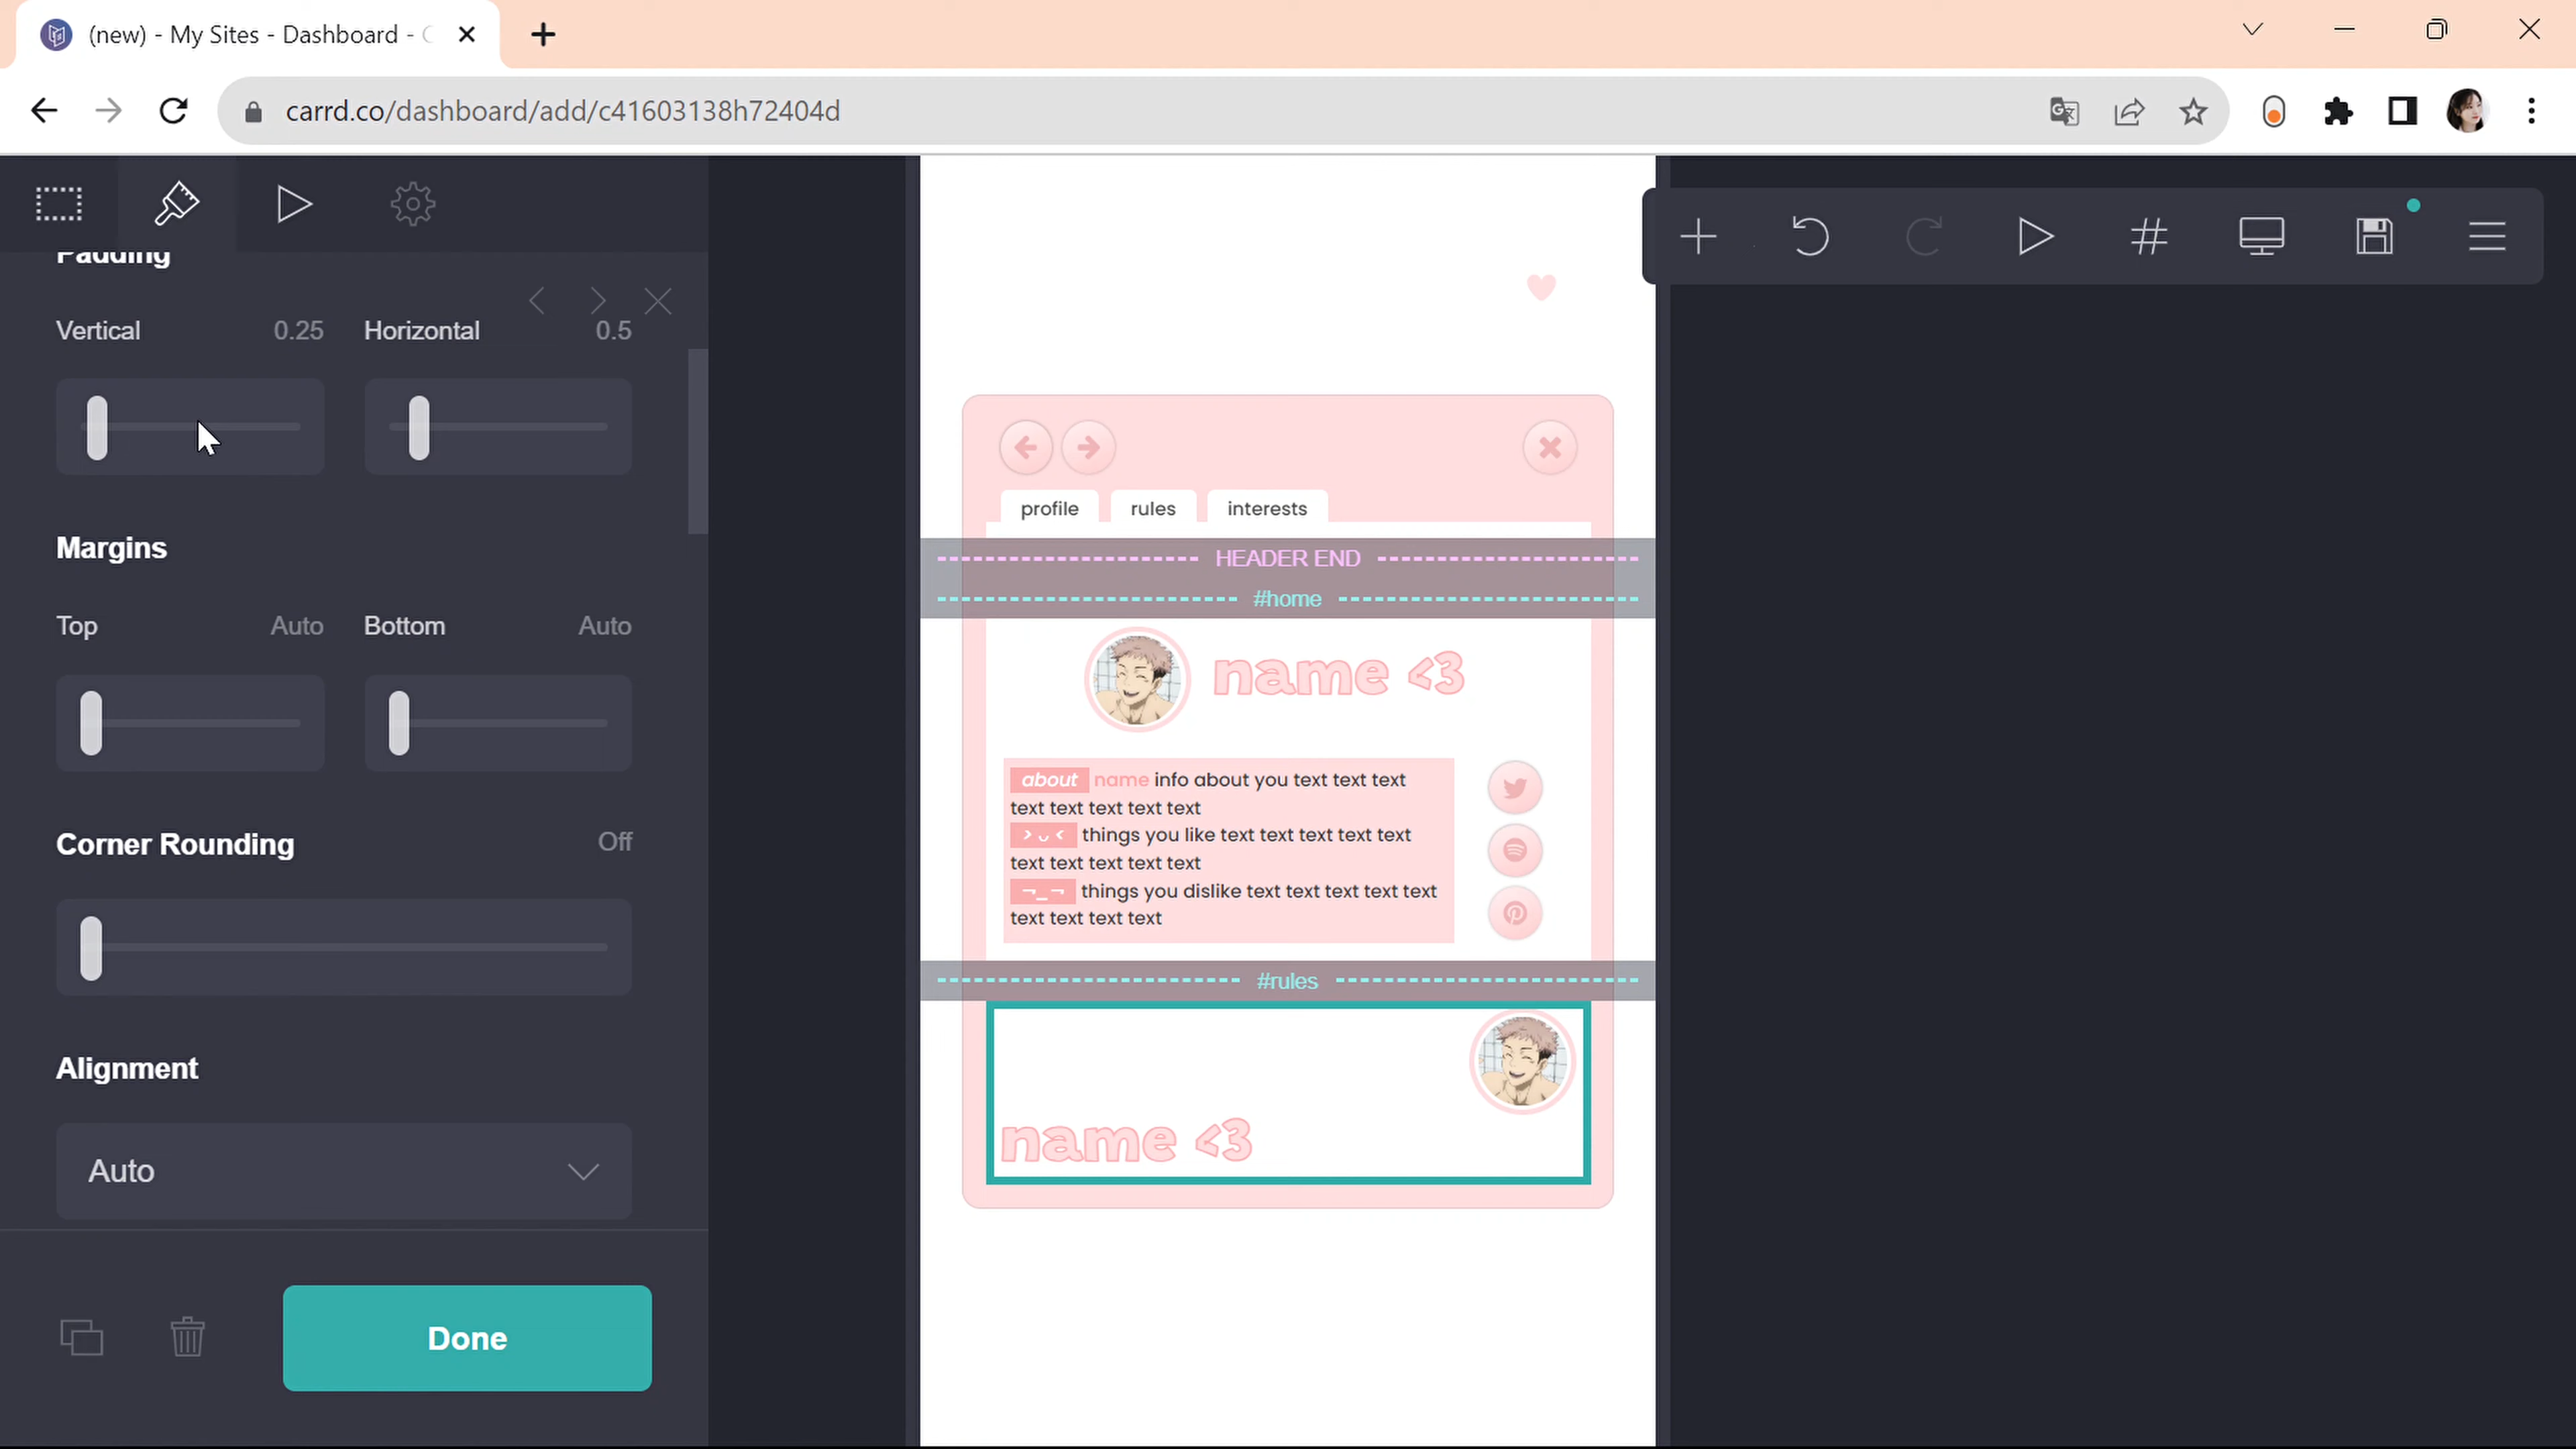 (new) - My Sites - Dashboard -
carrd.co/dashboard/add/c41603138h72404d
Padding
Vertical 0.25 Horizontal 0.5
Margins
Top Auto Bottom Auto
Corner Rounding Off
Alignment
Auto
Done
profile rules interests
HEADER END
#home
name <3
about name info about you text text text
text text text text text
>ᴗ< things you like text text text text text
text text text text text
¬_¬ things you dislike text text text text text
text text text text
#rules
name <3